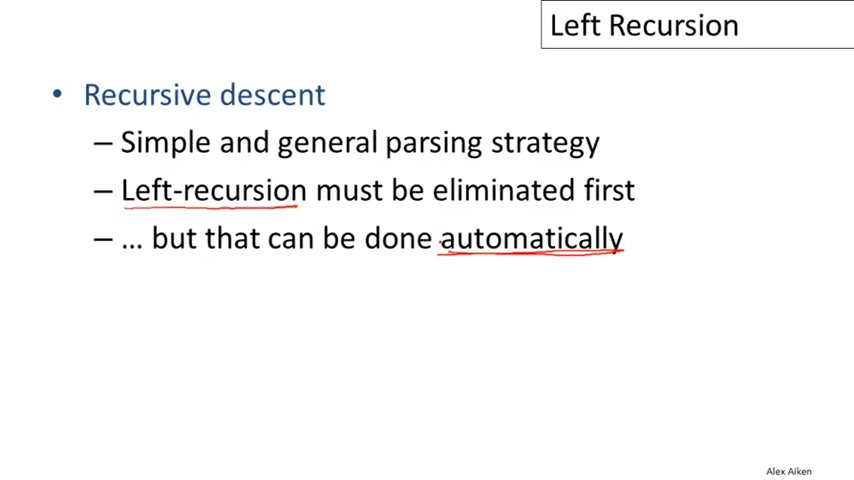 Left Recursion
• Recursive descent
– Simple and general parsing strategy
– Left-recursion must be eliminated first
– … but that can be done automatically
Alex Aiken